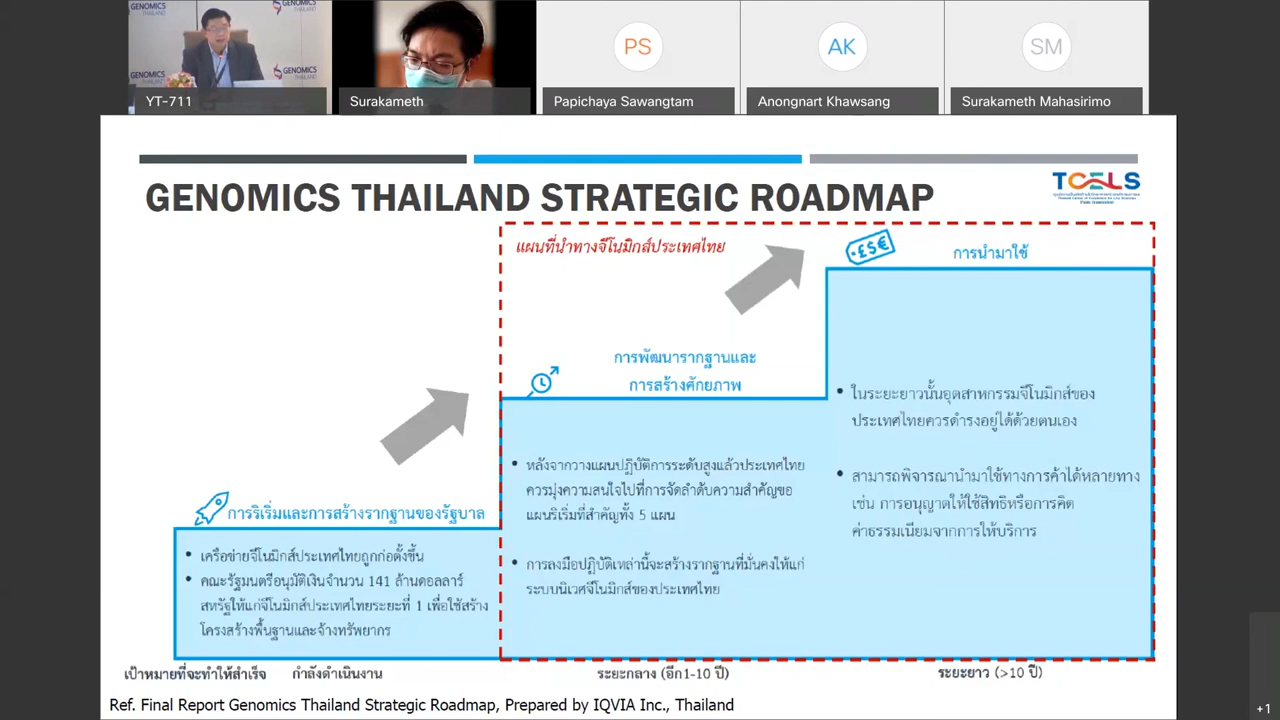 GENOMICS
THAILAND
GENOMICS
GENOMICS
THAILAND
GENOMICS
THAILAND
PS
AK
SM
YT-711
Surakameth
Papichaya Sawangtam
Anongnart Khawsang
Surakameth Mahasirimo
GENOMICS THAILAND STRATEGIC ROADMAP
TCELS
แผนที่นำทางจีโนมิกส์ประเทศไทย
£$€
การนำมาใช้
การพัฒนารากฐานและ
การสร้างศักยภาพ
• ในระยะยาวนั้นอุตสาหกรรมจีโนมิกส์ของ
ประเทศไทยควรดำรงอยู่ได้ด้วยตนเอง
• สามารถพิจารณานำมาใช้ทางการค้าได้หลายทาง
เช่น การอนุญาตให้ใช้สิทธิหรือการคิด
ค่าธรรมเนียมจากการให้บริการ
• หลังจากวางแผนปฏิบัติการระดับสูงแล้วประเทศไทย
ควรมุ่งความสนใจไปที่การจัดลำดับความสำคัญขอ
แผนริเริ่มที่สำคัญทั้ง 5 แผน
• การลงมือปฏิบัติเหล่านี้จะสร้างรากฐานที่มั่นคงให้แก่
ระบบนิเวศจีโนมิกส์ของประเทศไทย
การริเริ่มและการสร้างรากฐานของรัฐบาล
• เครือข่ายจีโนมิกส์ประเทศไทยถูกก่อตั้งขึ้น
• คณะรัฐมนตรีอนุมัติเงินจำนวน 141 ล้านดอลลาร์
สหรัฐให้แก่จีโนมิกส์ประเทศไทยระยะที่ 1 เพื่อใช้สร้าง
โครงสร้างพื้นฐานและจ้างทรัพยากร
เป้าหมายที่จะทำให้สำเร็จ กำลังดำเนินงาน ระยะกลาง (อีก1-10 ปี) ระยะยาว (>10 ปี)
Ref. Final Report Genomics Thailand Strategic Roadmap, Prepared by IQVIA Inc., Thailand
+1